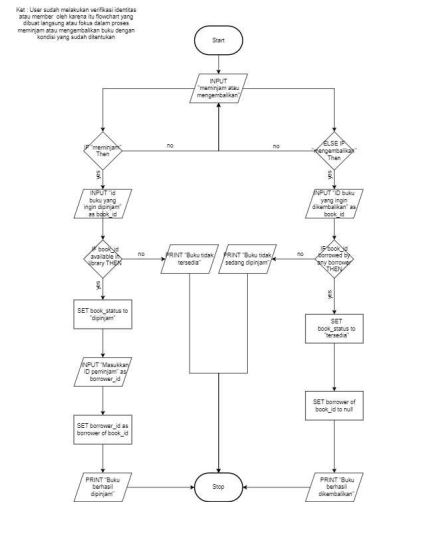 Ket : User sudah melakukan verifikasi identitas
atau member oleh karena itu flowchart yang
dibuat langsung atau fokus dalam proses
meminjam atau mengembalikan buku dengan
kondisi yang sudah ditentukan
Start
INPUT
"meminjam atau
mengembalikan"
IF "meminjam"
Then
no
no
ELSE IF
"mengembalikan"
Then
yes
yes
INPUT "id
buku yang
ingin dipinjam"
as book_id
INPUT "ID buku
yang ingin
dikembalikan" as
book_id
IF book_id
available in
library THEN
no
PRINT "Buku tidak
tersedia"
PRINT "Buku tidak
sedang dipinjam"
no
IF book_id
borrowed by
any borrower
THEN
yes
yes
SET book_status to
"dipinjam"
SET
book_status to
"tersedia"
INPUT "Masukkan
ID peminjam" as
borrower_id
SET borrower_id as
borrower of book_id
SET borrower of
book_id to null
PRINT "Buku
berhasil
dipinjam"
Stop
PRINT "Buku
berhasil
dikembalikan"